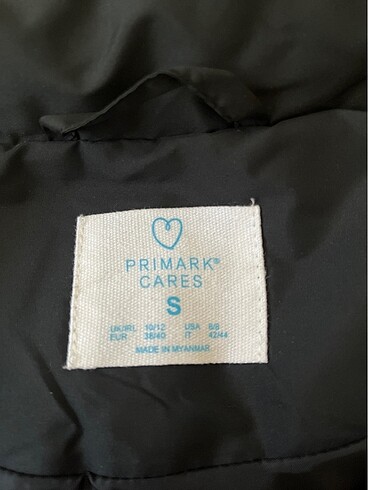 PRIMARK®
CARES
S
UK/IRL 10/12 USA 6/8
EUR 38/40 IT 42/44
MADE IN MYANMAR